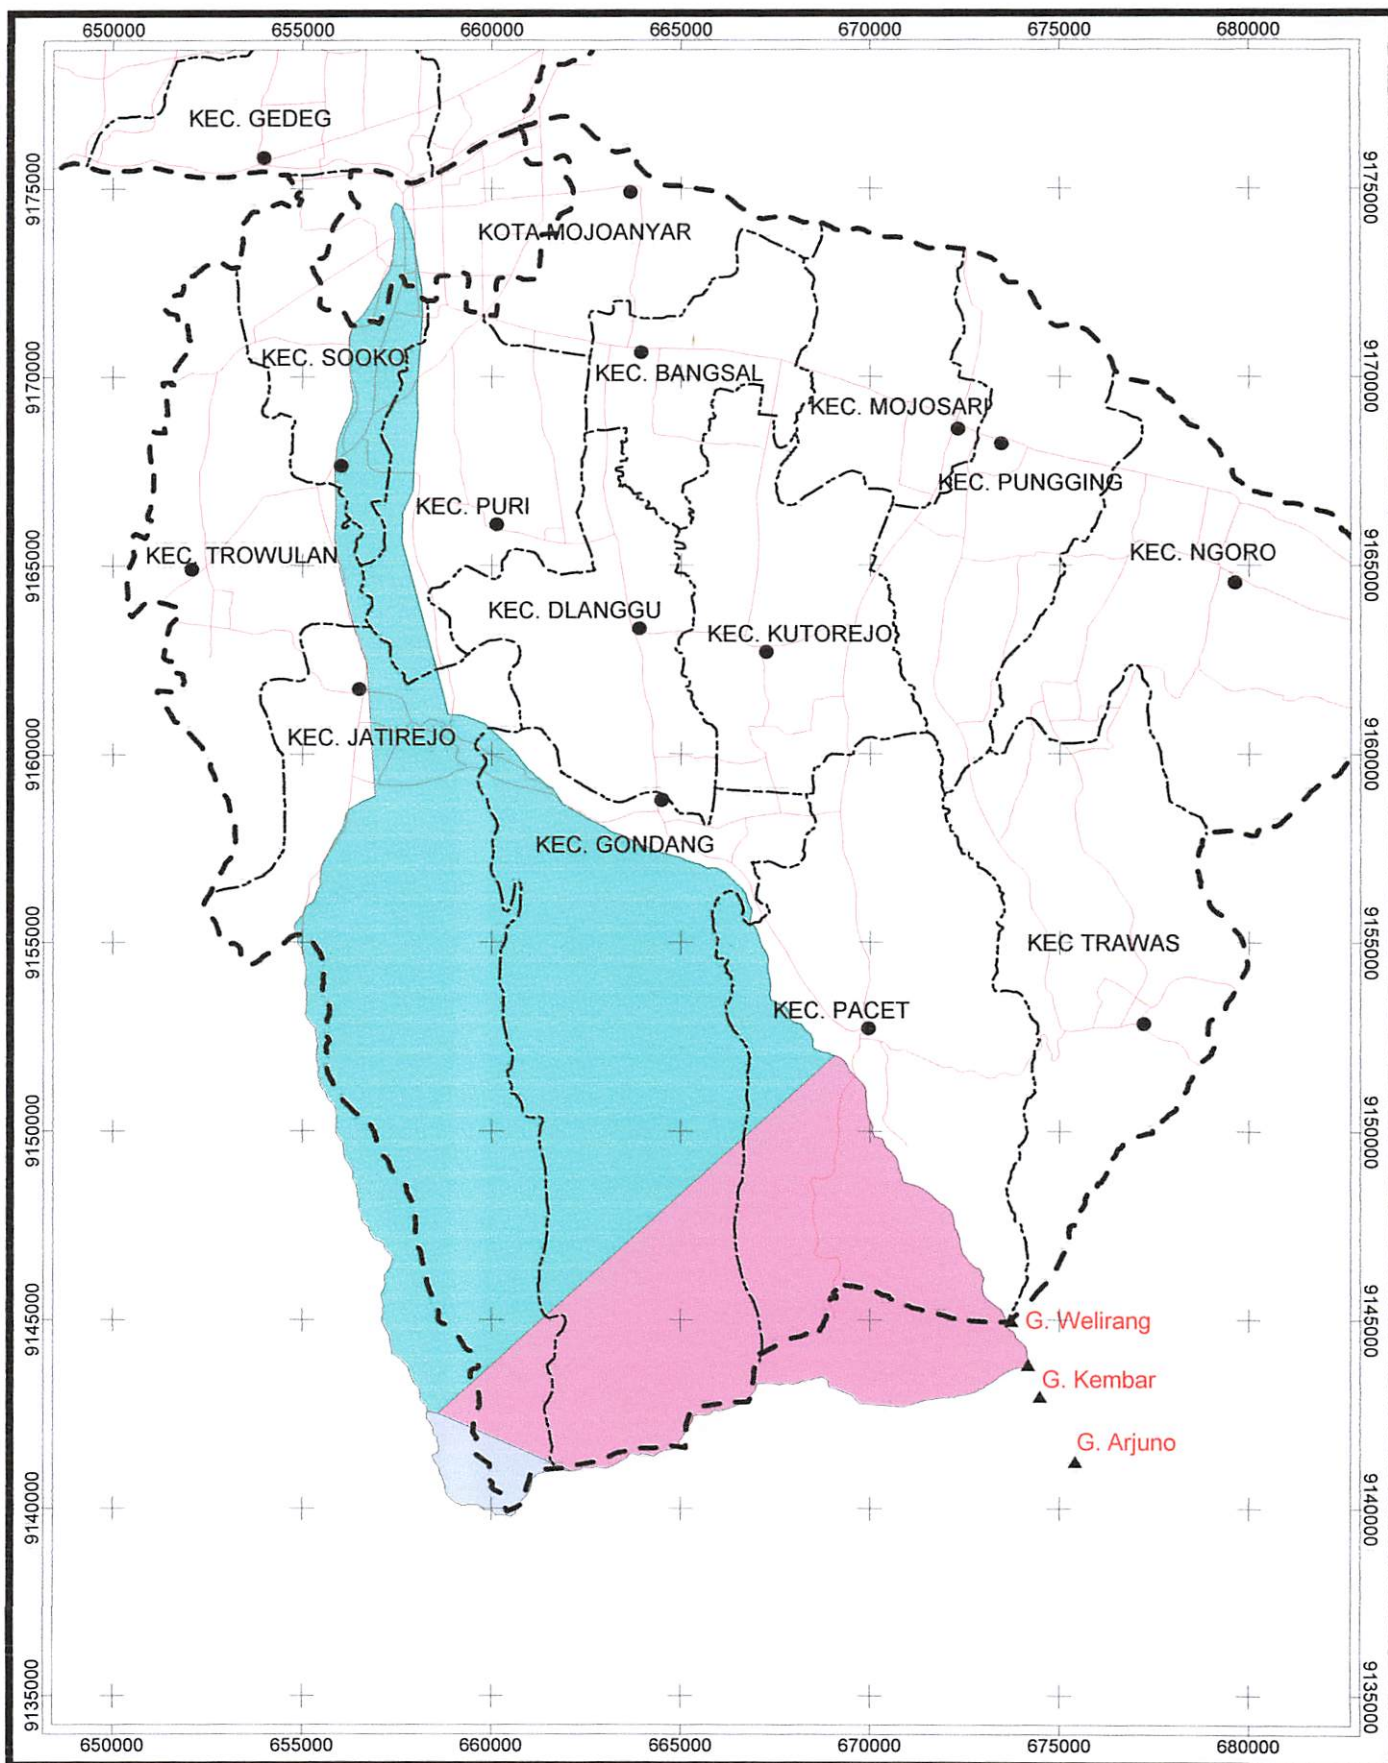 650000 655000 660000 665000 670000 675000 680000
KEC. GEDEG
9175000 9175000
KOTA MOJOANYAR
KEC. SOOKO
9170000 9170000
KEC. BANGSAL
KEC. MOJOSARI
KEC. PUNGGING
KEC. PURI
KEC. TROWULAN
KEC. NGORO
9165000 9165000
KEC. DLANGGU
KEC. KUTOREJO
KEC. JATIREJO
9160000 9160000
KEC. GONDANG
9155000 9155000
KEC TRAWAS
KEC. PACET
9150000 9150000
9145000 9145000
G. Welirang
G. Kembar
G. Arjuno
9140000 9140000
9135000 9135000
650000 655000 660000 665000 670000 675000 680000